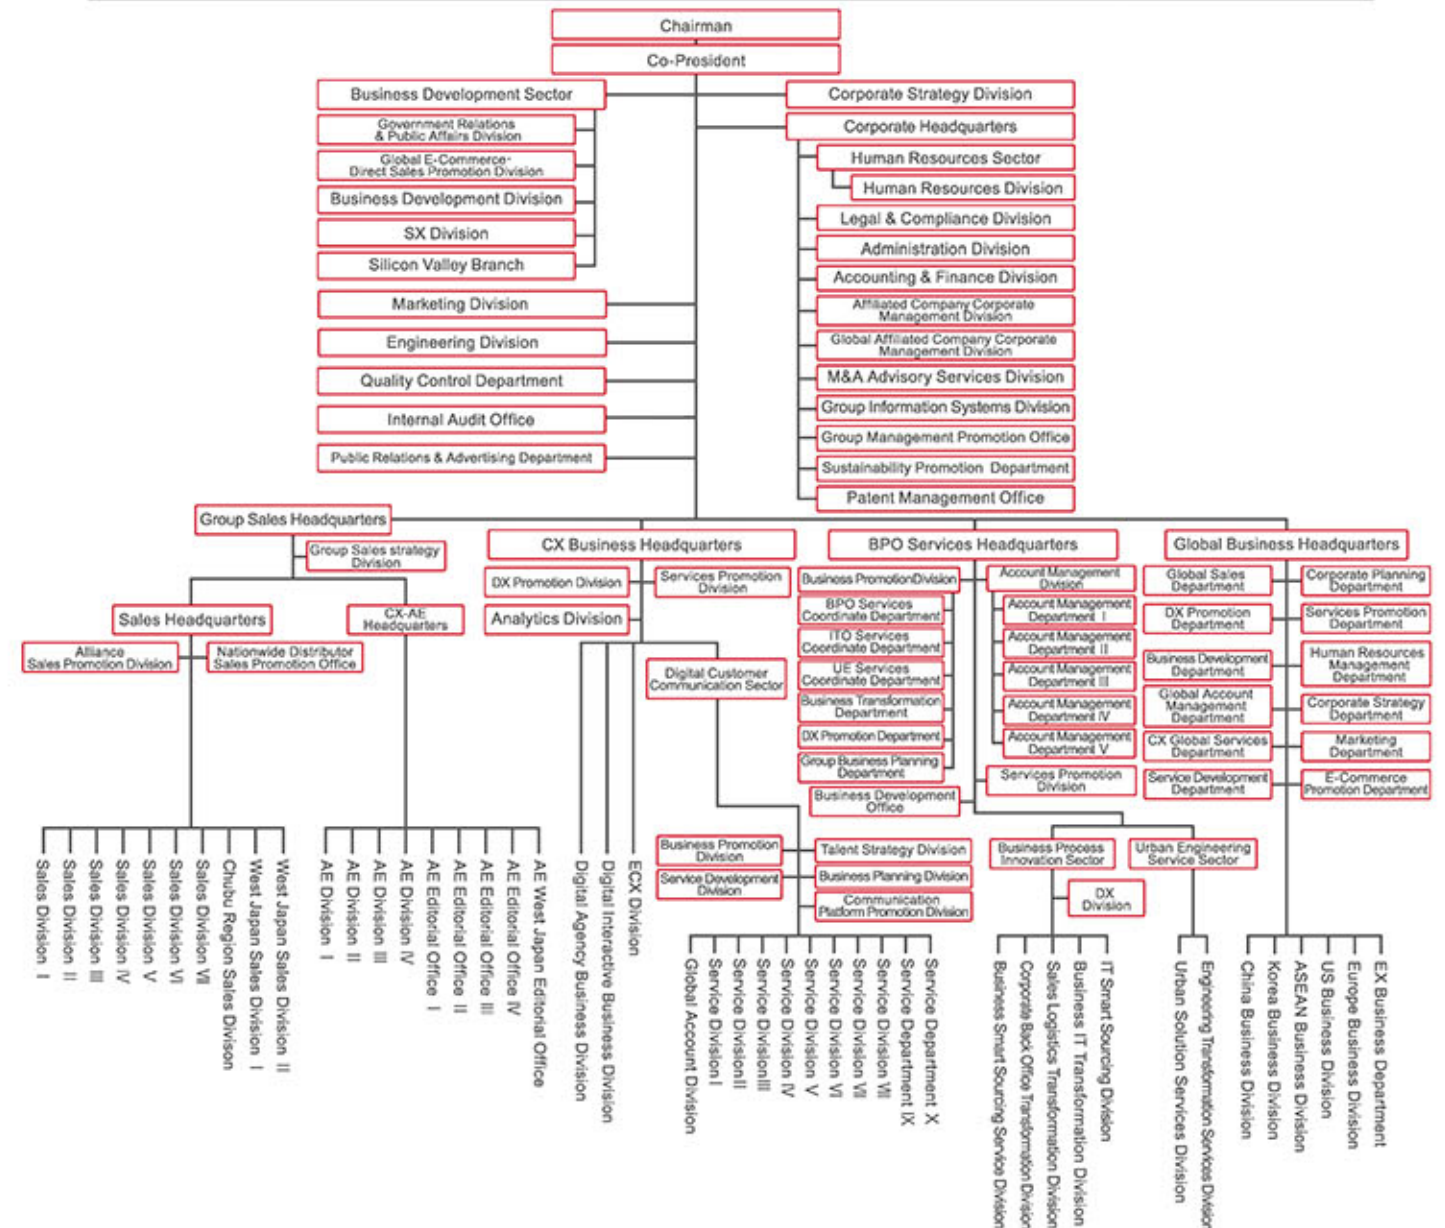 Chairman
Co-President
Business Development Sector
Government Relations
& Public Affairs Division
Global E-Commerce-
Direct Sales Promotion Division
Business Development Division
SX Division
Silicon Valley Branch
Marketing Division
Engineering Division
Quality Control Department
Internal Audit Office
Public Relations & Advertising Department
Corporate Strategy Division
Corporate Headquarters
Human Resources Sector
Human Resources Division
Legal & Compliance Division
Administration Division
Accounting & Finance Division
Affiliated Company Corporate
Management Division
Global Affiliated Company Corporate
Management Division
M&A Advisory Services Division
Group Information Systems Division
Group Management Promotion Office
Sustainability Promotion Department
Patent Management Office
Group Sales Headquarters
Group Sales strategy
Division
Sales Headquarters
CX-AE
Headquarters
Alliance
Sales Promotion Division
Nationwide Distributor
Sales Promotion Office
Sales Division I
Sales Division II
Sales Division III
Sales Division IV
Sales Division V
Sales Division VI
Sales Division VII
Chubu Region Sales Divison
West Japan Sales Division I
West Japan Sales Division II
AE Division I
AE Division II
AE Division III
AE Division IV
AE Editorial Office I
AE Editorial Office II
AE Editorial Office III
AE Editorial Office IV
AE West Japan Editorial Office
CX Business Headquarters
DX Promotion Division
Services Promotion
Division
Analytics Division
Digital Customer
Communication Sector
Digital Agency Business Division
Digital Interactive Business Division
ECX Division
Business Promotion
Division
Talent Strategy Division
Service Development
Division
Business Planning Division
Communication
Platform Promotion Division
Global Account Division
Service Division I
Service Division II
Service Division III
Service Division IV
Service Division V
Service Division VI
Service Division VII
Service Division VIII
Service Department IX
Service Department X
BPO Services Headquarters
Business PromotionDivision
BPO Services
Coordinate Department
ITO Services
Coordinate Department
UE Services
Coordinate Department
Business Transformation
Department
DX Promotion Department
Group Business Planning
Department
Business Development
Office
Account Management
Division
Account Management
Department I
Account Management
Department II
Account Management
Department III
Account Management
Department IV
Account Management
Department V
Services Promotion
Division
Business Process
Innovation Sector
Urban Engineering
Service Sector
DX
Division
Business Smart Sourcing Service Division
Corporate Back Office Transformation Division
Sales Logistics Transformation Division
Business IT Transformation Division
IT Smart Sourcing Division
Urban Solution Services Division
Engineering Transformation Services Division
Global Business Headquarters
Global Sales
Department
Corporate Planning
Department
DX Promotion
Department
Services Promotion
Department
Business Development
Department
Human Resources
Management
Department
Global Account
Management
Department
Corporate Strategy
Department
CX Global Services
Department
Marketing
Department
Service Development
Department
E-Commerce
Promotion Department
China Business Division
Korea Business Division
ASEAN Business Division
US Business Division
Europe Business Division
EX Business Department